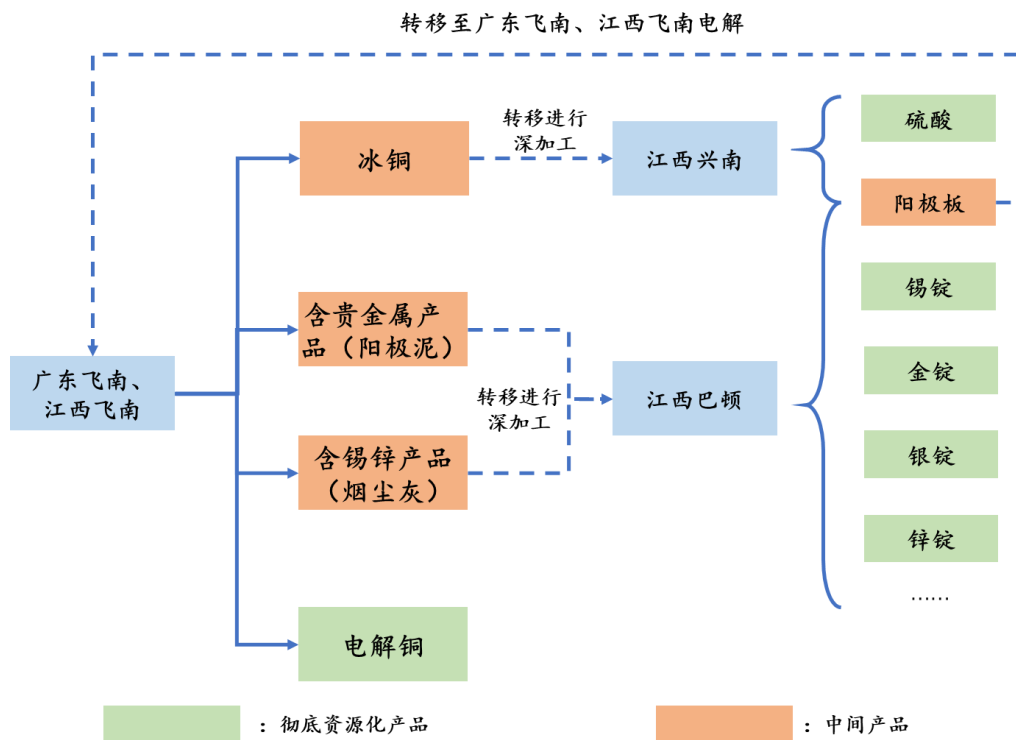 转移至广东飞南、江西飞南电解
冰铜
转移进行
深加工
江西兴南
硫酸
阳极板
锡锭
含贵金属产
品（阳极泥）
广东飞南、
江西飞南
转移进行
深加工
江西巴顿
金锭
含锡锌产品
（烟尘灰）
银锭
锌锭
……
电解铜
：彻底资源化产品
：中间产品